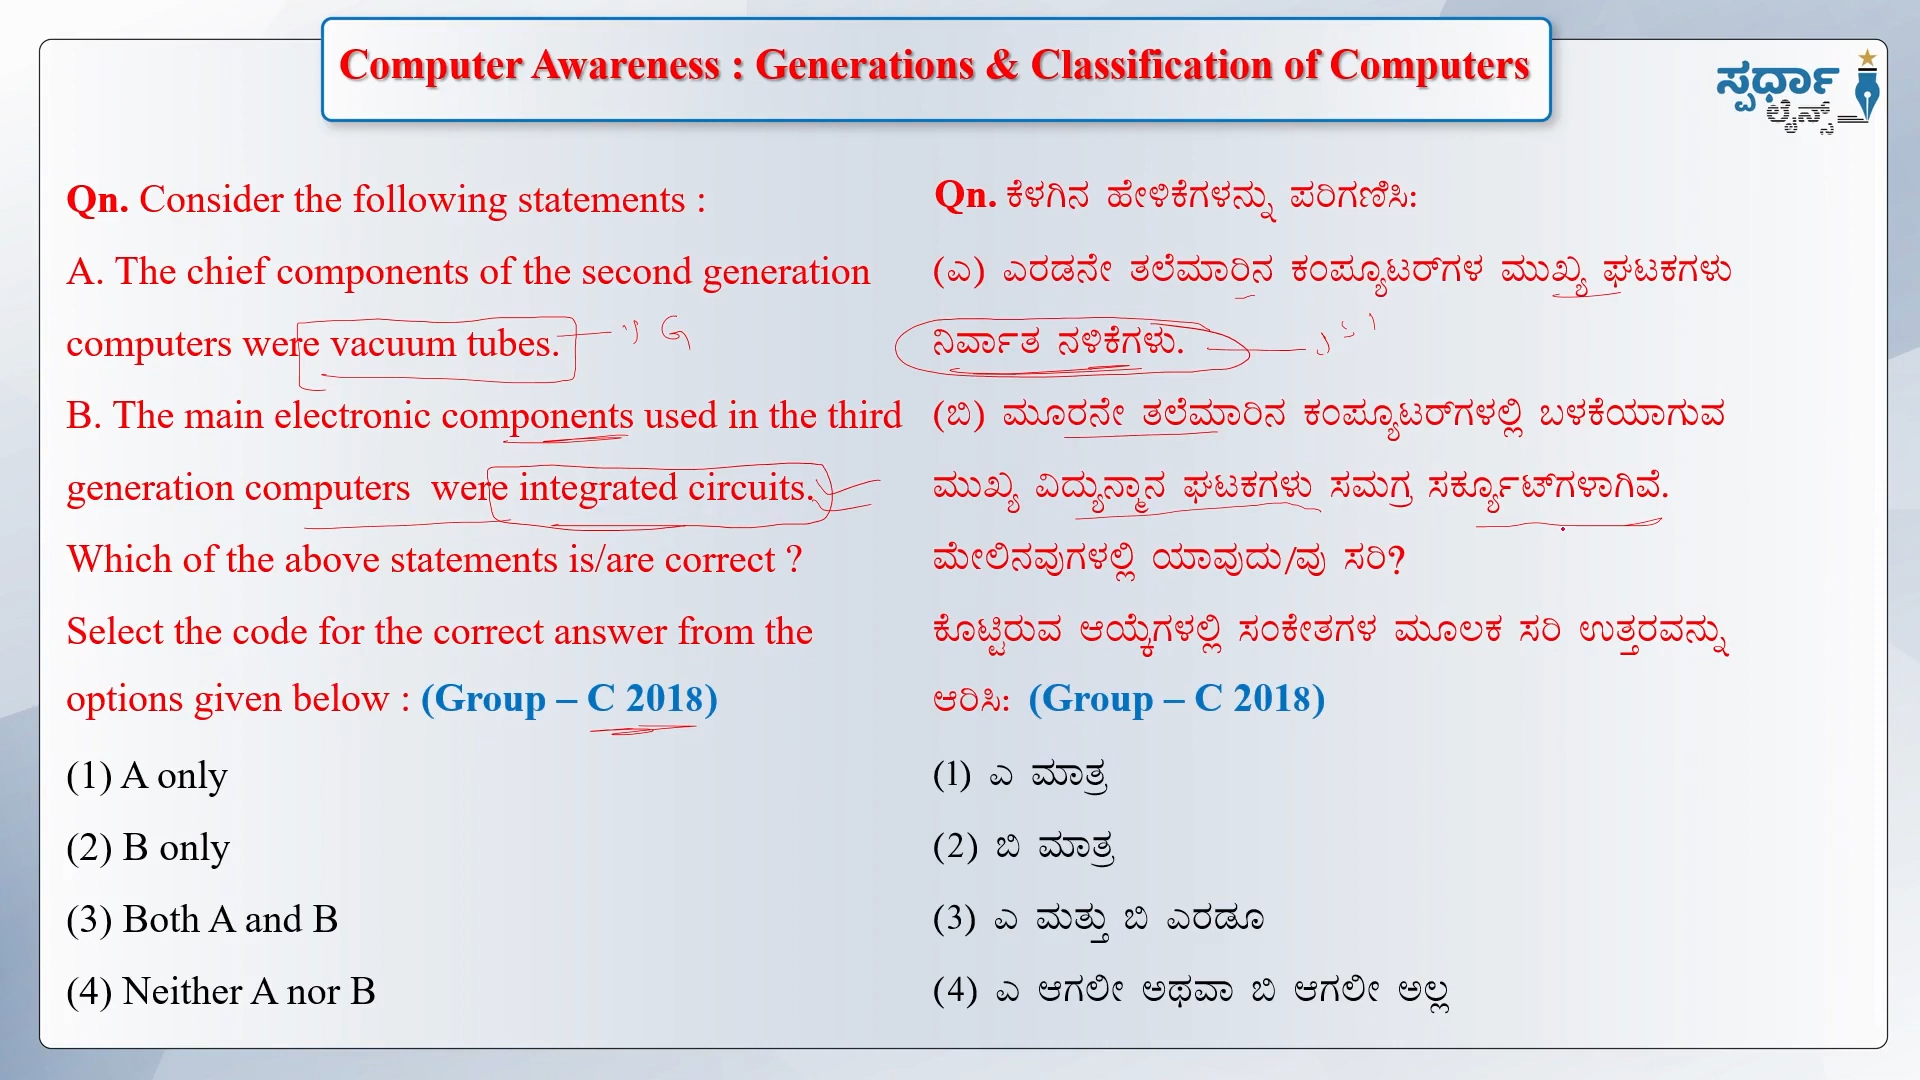 Computer Awareness : Generations & Classification of Computers
ಸ್ಪರ್ಧಾ
ಲೈನ್ಸ್
Qn. Consider the following statements :
A. The chief components of the second generation
computers were vacuum tubes.
B. The main electronic components used in the third
generation computers were integrated circuits.
Which of the above statements is/are correct ?
Select the code for the correct answer from the
options given below : (Group – C 2018)
(1) A only
(2) B only
(3) Both A and B
(4) Neither A nor B
Qn. ಕೆಳಗಿನ ಹೇಳಿಕೆಗಳನ್ನು ಪರಿಗಣಿಸಿ:
(ಎ) ಎರಡನೇ ತಲೆಮಾರಿನ ಕಂಪ್ಯೂಟರ್‌ಗಳ ಮುಖ್ಯ ಘಟಕಗಳು
ನಿರ್ವಾತ ನಳಿಕೆಗಳು.
(ಬಿ) ಮೂರನೇ ತಲೆಮಾರಿನ ಕಂಪ್ಯೂಟರ್‌ಗಳಲ್ಲಿ ಬಳಕೆಯಾಗುವ
ಮುಖ್ಯ ವಿದ್ಯುನ್ಮಾನ ಘಟಕಗಳು ಸಮಗ್ರ ಸರ್ಕ್ಯೂಟ್‌ಗಳಾಗಿವೆ.
ಮೇಲಿನವುಗಳಲ್ಲಿ ಯಾವುದು/ವು ಸರಿ?
ಕೊಟ್ಟಿರುವ ಆಯ್ಕೆಗಳಲ್ಲಿ ಸಂಕೇತಗಳ ಮೂಲಕ ಸರಿ ಉತ್ತರವನ್ನು
ಆರಿಸಿ: (Group – C 2018)
(1) ಎ ಮಾತ್ರ
(2) ಬಿ ಮಾತ್ರ
(3) ಎ ಮತ್ತು ಬಿ ಎರಡೂ
(4) ಎ ಆಗಲೀ ಅಥವಾ ಬಿ ಆಗಲೀ ಅಲ್ಲ